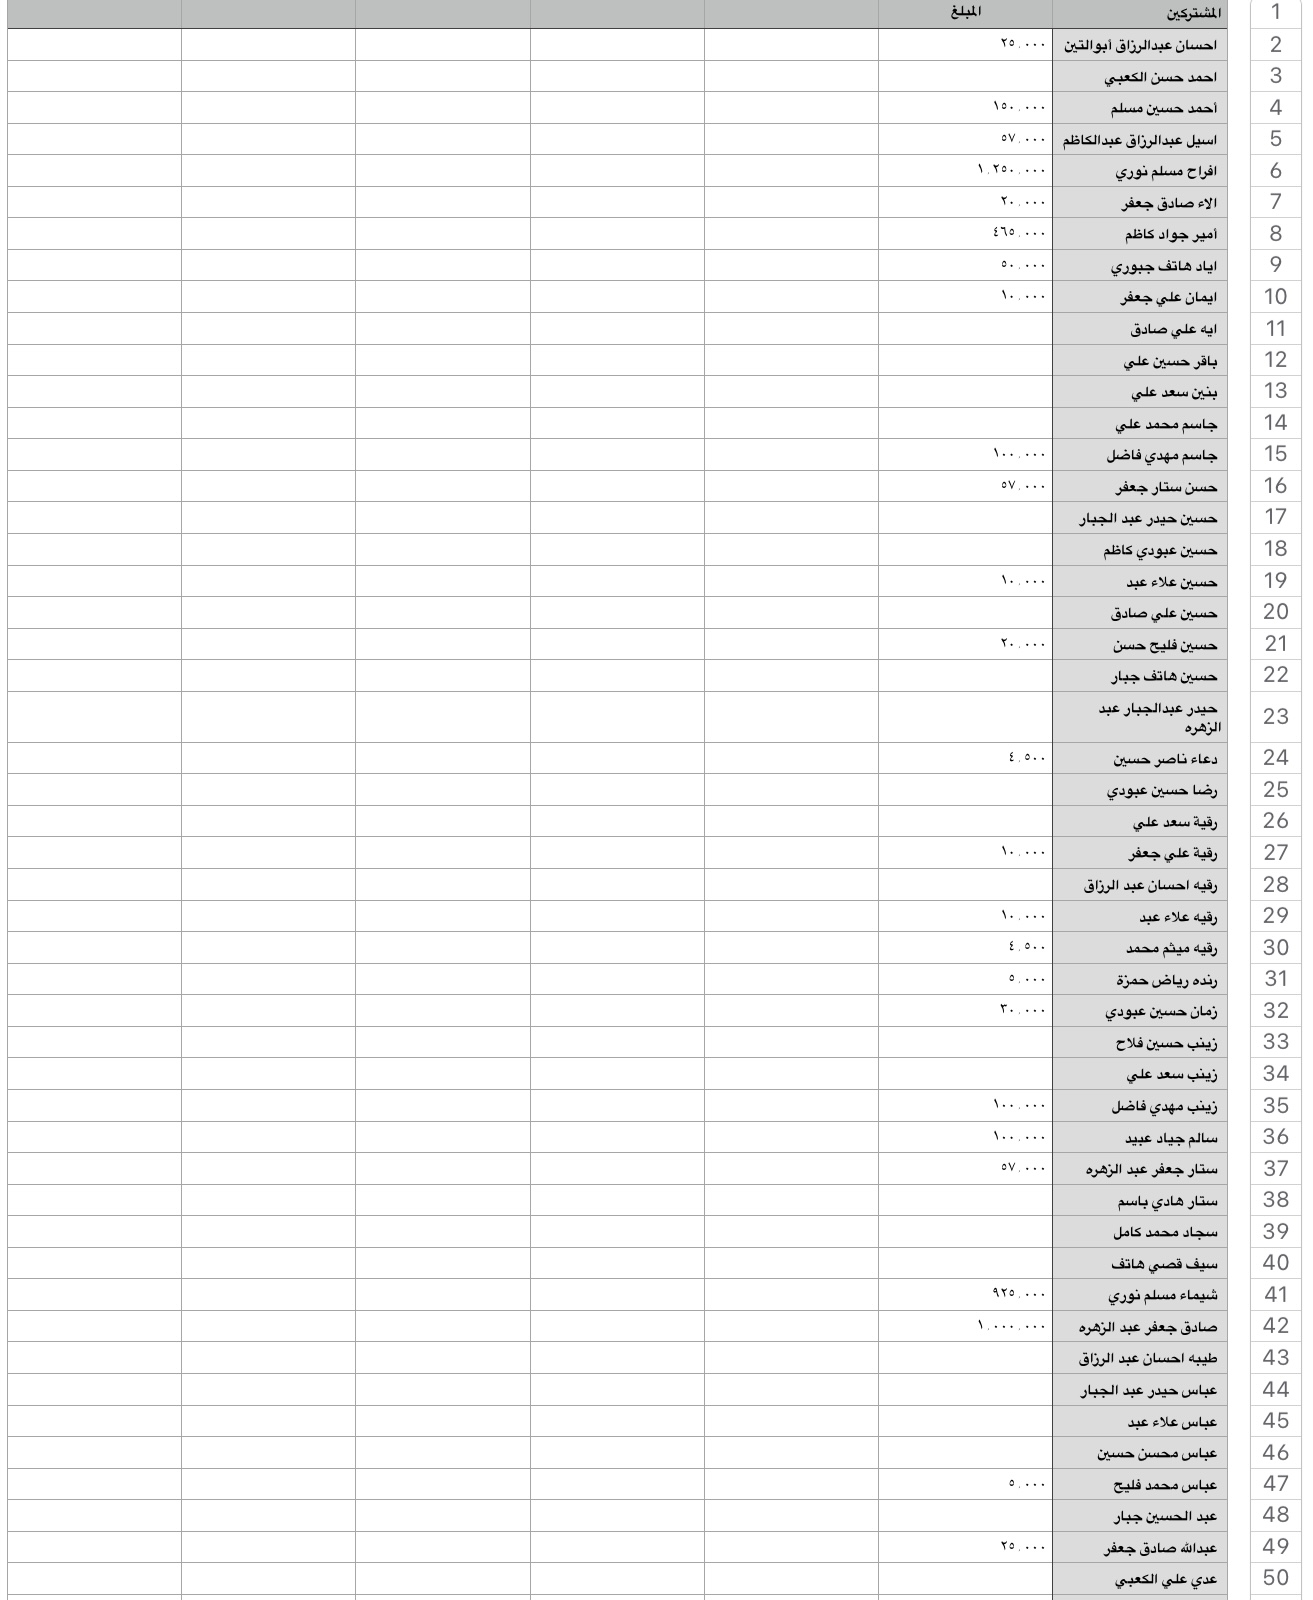 1 المشتركين المبلغ
2 احسان عبدالرزاق أبوالتين ٢٥.٠٠٠
3 احمد حسن الكعبي
4 أحمد حسين مسلم ١٥٠.٠٠٠
5 اسيل عبدالرزاق عبدالكاظم ٥٧.٠٠٠
6 افراح مسلم نوري ١.٢٥٠.٠٠٠
7 الاء صادق جعفر ٢٠.٠٠٠
8 أمير جواد كاظم ٤٦٥.٠٠٠
9 اياد هاتف جبوري ٥٠.٠٠٠
10 ايمان علي جعفر ١٠.٠٠٠
11 ايه علي صادق
12 باقر حسين علي
13 بنين سعد علي
14 جاسم محمد علي
15 جاسم مهدي فاضل ١٠٠.٠٠٠
16 حسن ستار جعفر ٥٧.٠٠٠
17 حسين حيدر عبد الجبار
18 حسين عبودي كاظم
19 حسين علاء عبد ١٠.٠٠٠
20 حسين علي صادق
21 حسين فليح حسن ٢٠.٠٠٠
22 حسين هاتف جبار
23 حيدر عبدالجبار عبد
الزهره
24 دعاء ناصر حسين ٤.٥٠٠
25 رضا حسين عبودي
26 رقية سعد علي
27 رقية علي جعفر ١٠.٠٠٠
28 رقيه احسان عبد الرزاق
29 رقيه علاء عبد ١٠.٠٠٠
30 رقيه ميثم محمد ٤.٥٠٠
31 رنده رياض حمزة ٥.٠٠٠
32 زمان حسين عبودي ٣٠.٠٠٠
33 زينب حسين فلاح
34 زينب سعد علي
35 زينب مهدي فاضل ١٠٠.٠٠٠
36 سالم جياد عبيد ١٠٠.٠٠٠
37 ستار جعفر عبد الزهره ٥٧.٠٠٠
38 ستار هادي باسم
39 سجاد محمد كامل
40 سيف قصي هاتف
41 شيماء مسلم نوري ٩٢٥.٠٠٠
42 صادق جعفر عبد الزهره ١.٠٠٠.٠٠٠
43 طيبه احسان عبد الرزاق
44 عباس حيدر عبد الجبار
45 عباس علاء عبد
46 عباس محسن حسين
47 عباس محمد فليح ٥.٠٠٠
48 عبد الحسين جبار
49 عبدالله صادق جعفر ٢٥.٠٠٠
50 عدي علي الكعبي